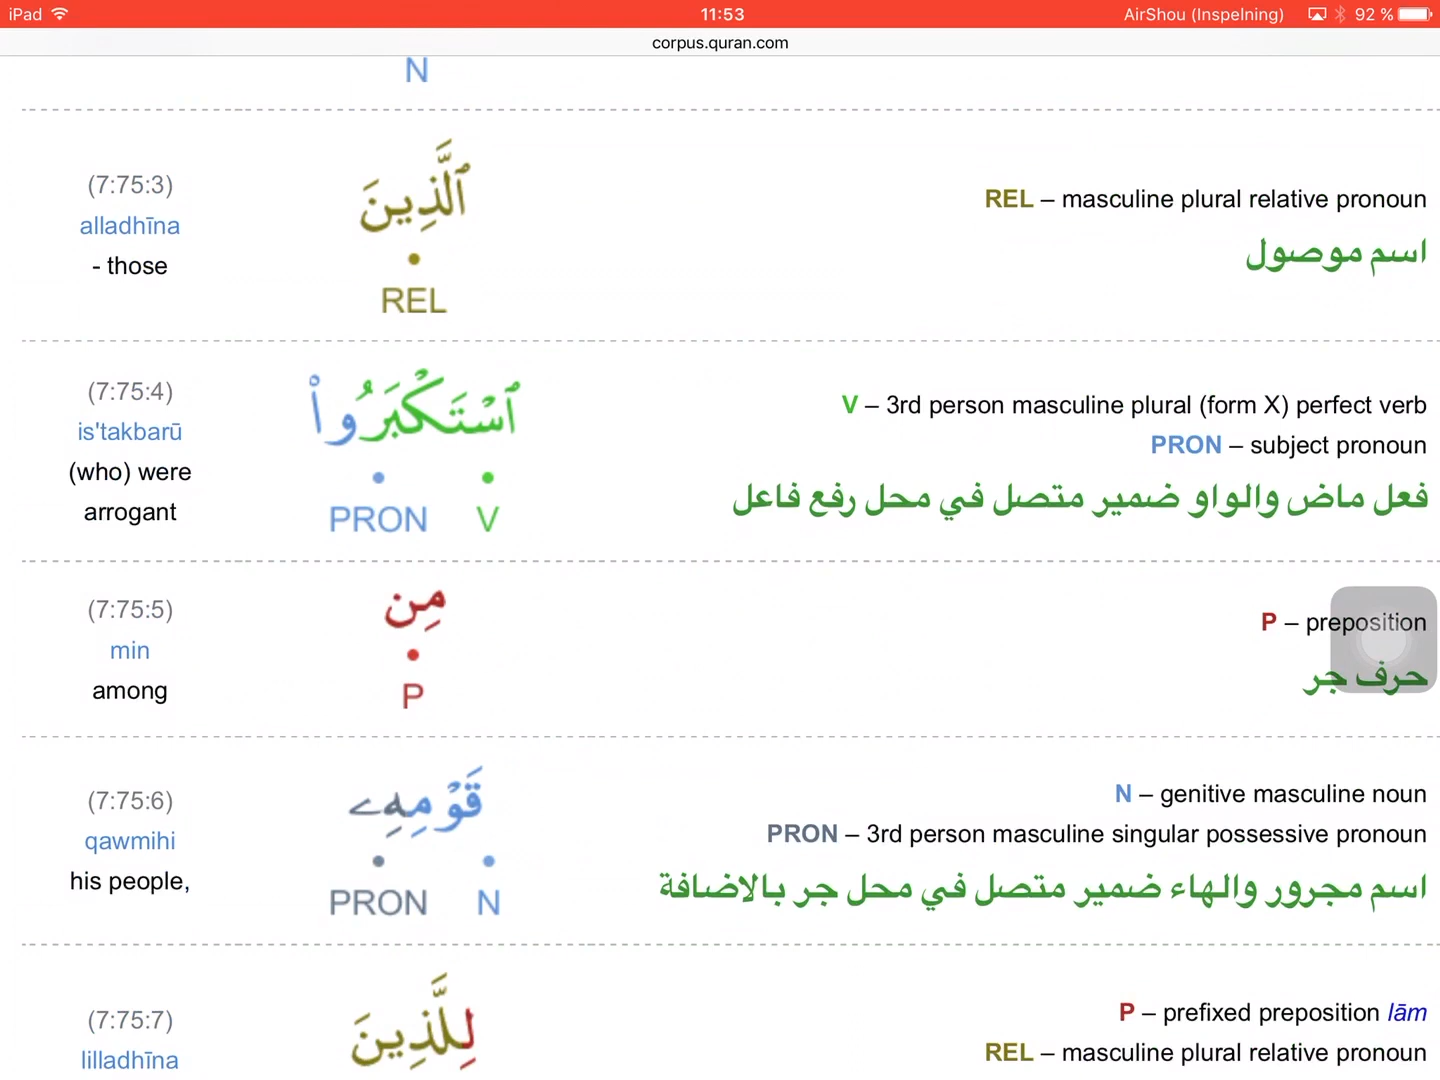 iPad 11:53 AirShou (Inspelning) 92 %
corpus.quran.com
N
(7:75:3)
alladhīna
- those
ٱلَّذِينَ
REL
REL – masculine plural relative pronoun
اسم موصول
(7:75:4)
is'takbarū
(who) were
arrogant
ٱسْتَكْبَرُوا۟
PRON V
V – 3rd person masculine plural (form X) perfect verb
PRON – subject pronoun
فعل ماض والواو ضمير متصل في محل رفع فاعل
(7:75:5)
min
among
مِن
P
P – preposition
حرف جر
(7:75:6)
qawmihi
his people,
قَوْمِهِۦ
PRON N
N – genitive masculine noun
PRON – 3rd person masculine singular possessive pronoun
اسم مجرور والهاء ضمير متصل في محل جر بالاضافة
(7:75:7)
lilladhīna
لِلَّذِينَ
P – prefixed preposition lām
REL – masculine plural relative pronoun